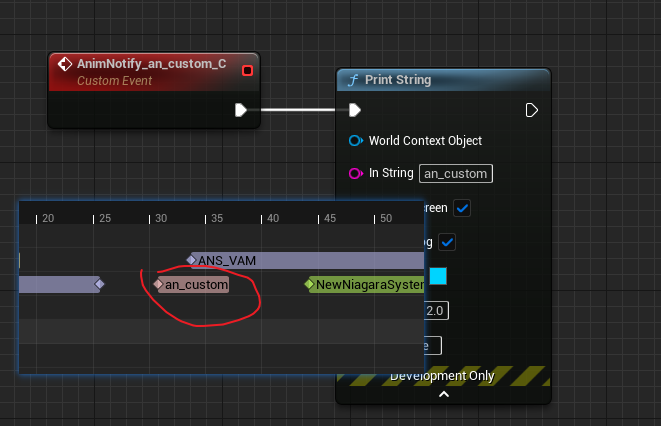 AnimNotify_an_custom_C
Custom Event
Print String
World Context Object
In String an_custom
reen
og
2.0
e
Development Only
20 25 30 35 40 45 50
ANS_VAM
an_custom
NewNiagaraSyster